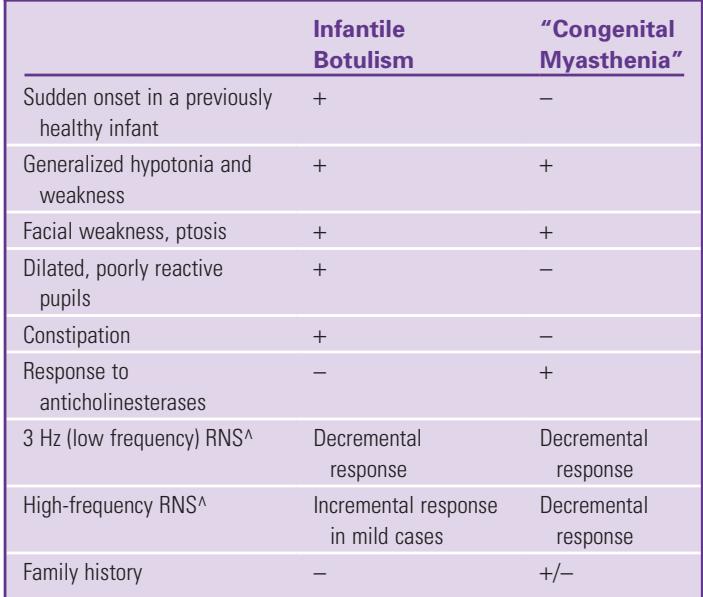 Infantile Botulism “Congenital Myasthenia”
Sudden onset in a previously healthy infant + –
Generalized hypotonia and weakness + +
Facial weakness, ptosis + +
Dilated, poorly reactive pupils + –
Constipation + –
Response to anticholinesterases – +
3 Hz (low frequency) RNS^ Decremental response Decremental response
High-frequency RNS^ Incremental response in mild cases Decremental response
Family history – +/–